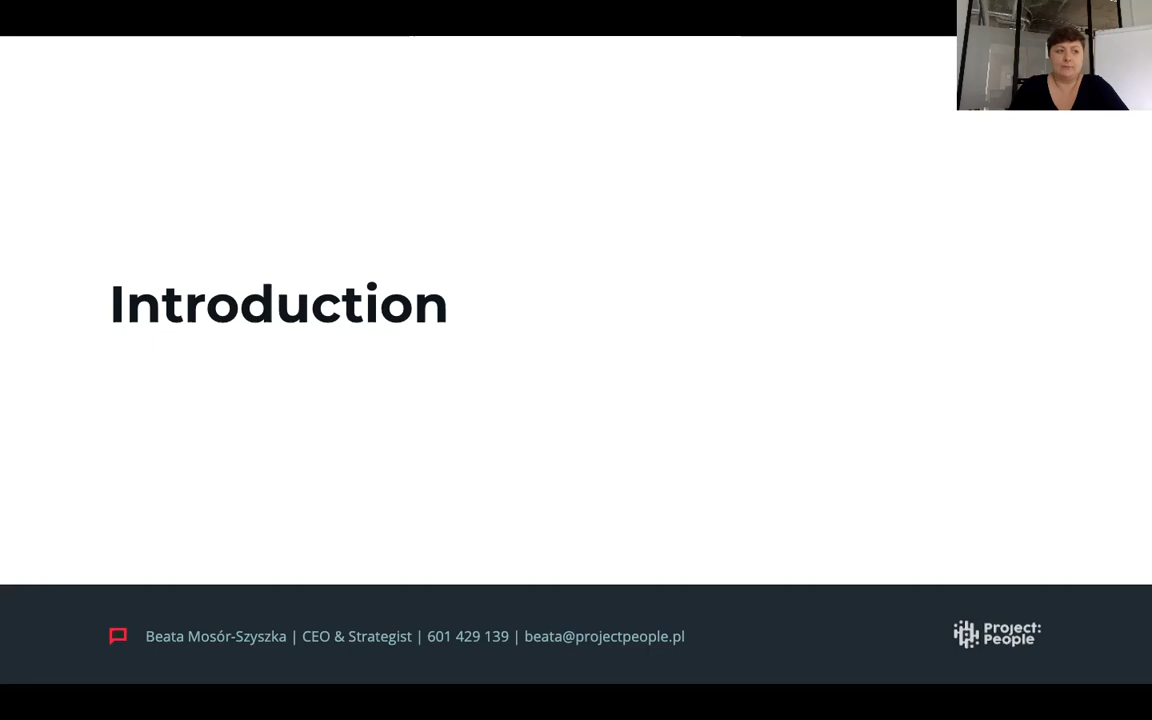 Introduction
Beata Mosór-Szyszka | CEO & Strategist | 601 429 139 | beata@projectpeople.pl
Project:
People